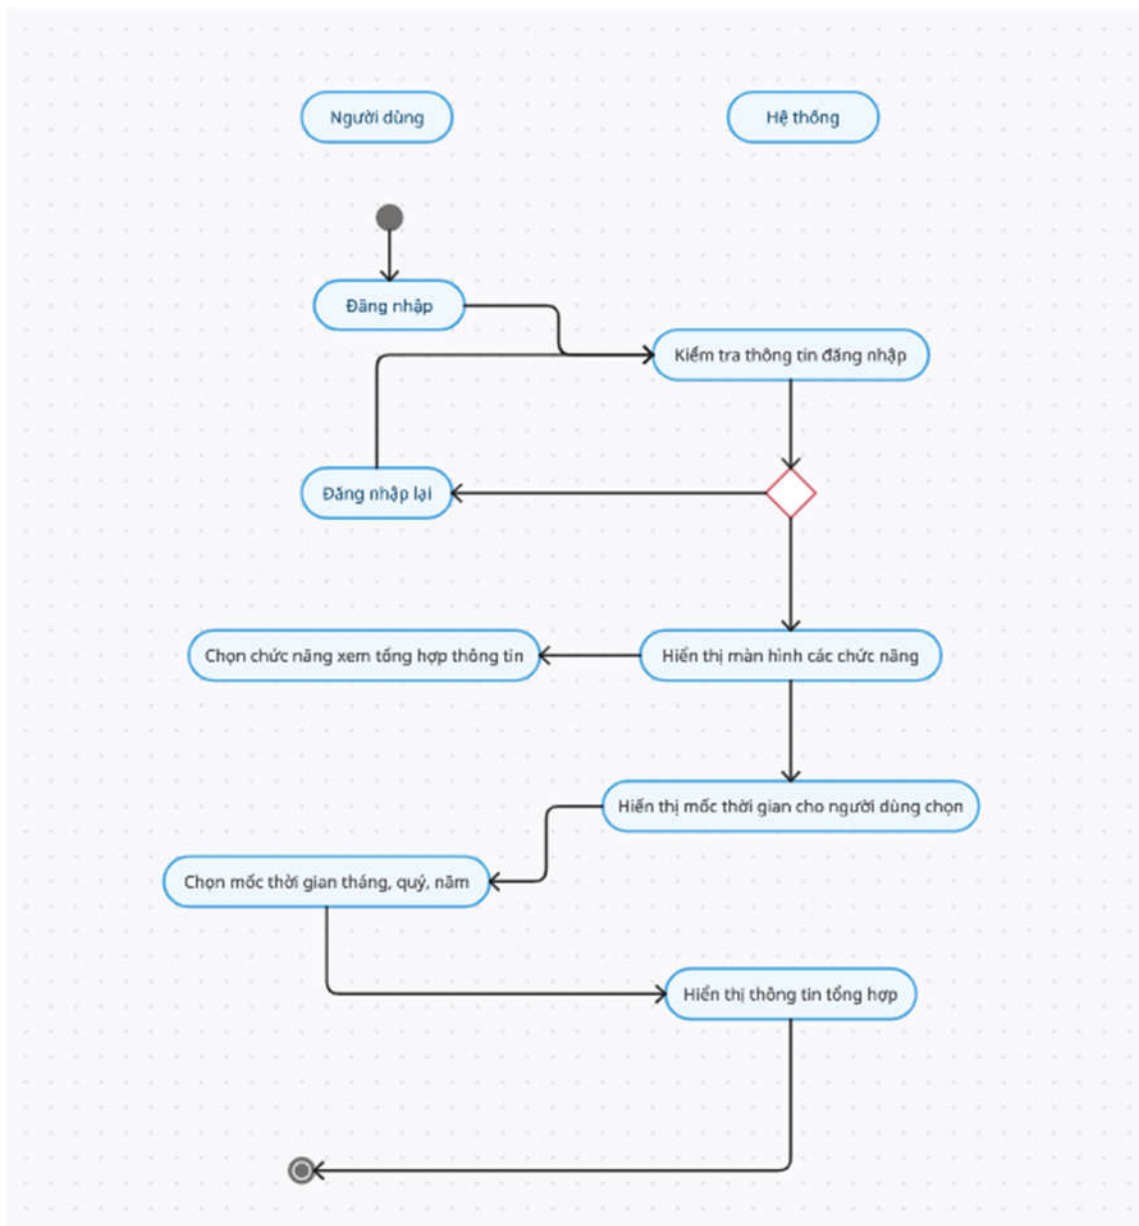 Người dùng
Hệ thống
Đăng nhập
Kiểm tra thông tin đăng nhập
Đăng nhập lại
Chọn chức năng xem tổng hợp thông tin
Hiển thị màn hình các chức năng
Hiển thị mốc thời gian cho người dùng chọn
Chọn mốc thời gian tháng, quý, năm
Hiển thị thông tin tổng hợp